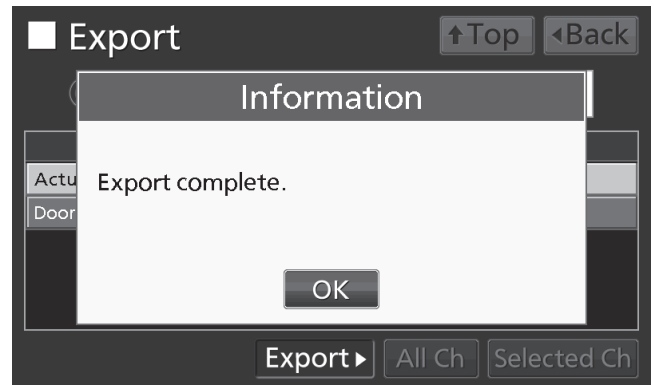 Export
↑Top
◂Back
Information
Actu
Export complete.
Door
OK
Export▸
All Ch
Selected Ch